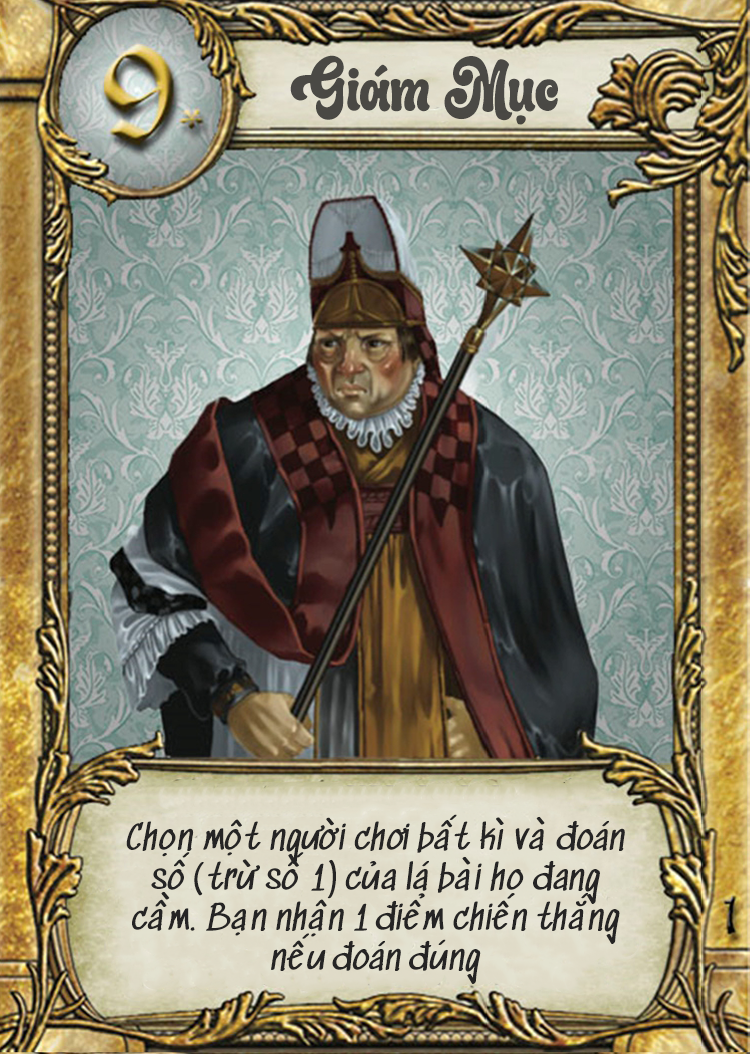 9
Giám Mục
Chọn một người chơi bất kì và đoán
số (trừ số 1) của lá bài họ đang
cầm. Bạn nhận 1 điểm chiến thắng
nếu đoán đúng
1